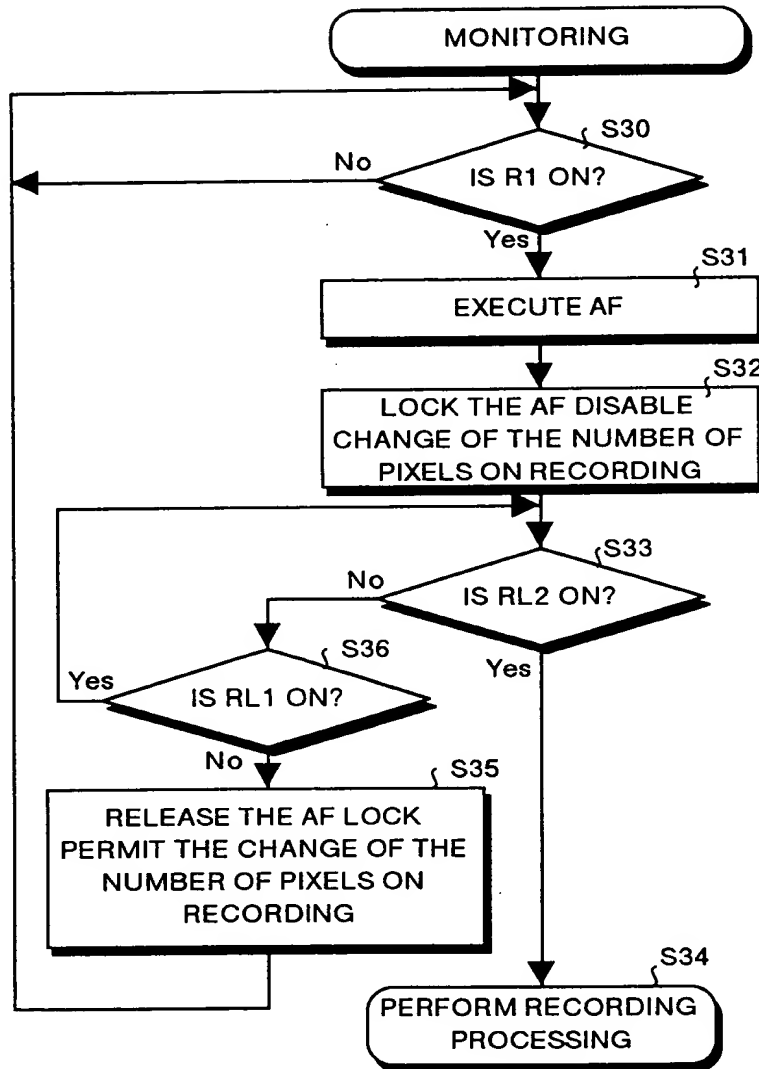 MONITORING
S30
No
IS R1 ON?
Yes
S31
EXECUTE AF
S32
LOCK THE AF DISABLE
CHANGE OF THE NUMBER OF
PIXELS ON RECORDING
S33
No
IS RL2 ON?
S36
Yes
Yes
IS RL1 ON?
No
S35
RELEASE THE AF LOCK
PERMIT THE CHANGE OF THE
NUMBER OF PIXELS ON
RECORDING
S34
PERFORM RECORDING
PROCESSING